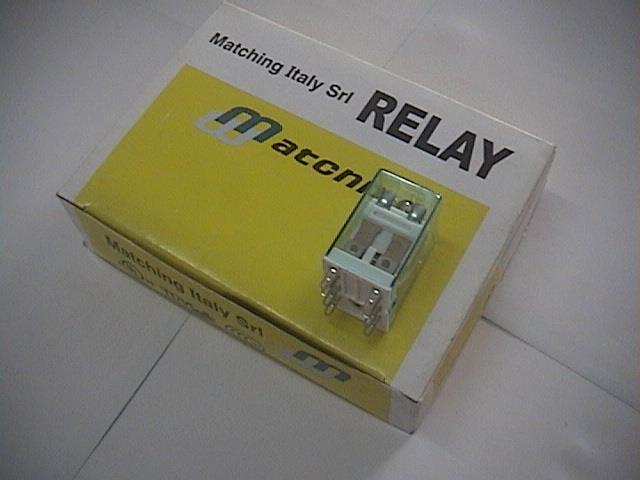 Matching Italy Srl
RELAY
Matchi
Matching Italy Srl
m